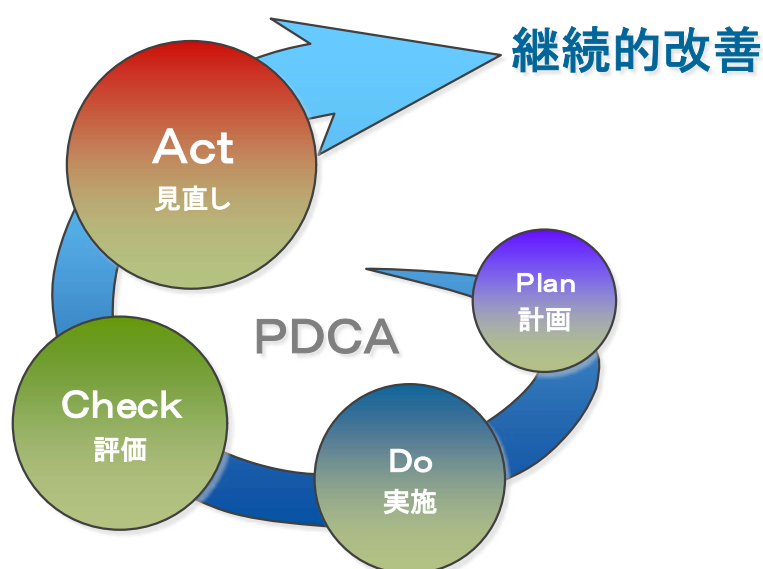 継続的改善
Act
見直し
Plan
計画
PDCA
Check
評価
Do
実施